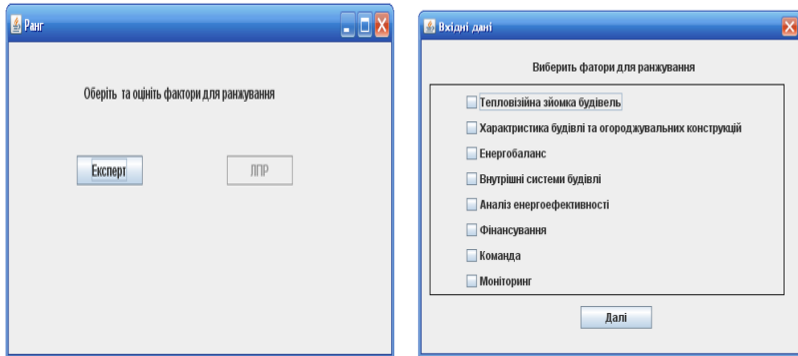 Ранг
Оберіть та оцініть фактори для ранжування
Експерт
ЛПР
Вхідні дані
Виберить фатори для ранжування
Тепловізійна зйомка будівель
Характристика будівлі та огороджувальних конструкцій
Енергобаланс
Внутрішні системи будівлі
Аналіз енергоефективності
Фінансування
Команда
Моніторинг
Далі